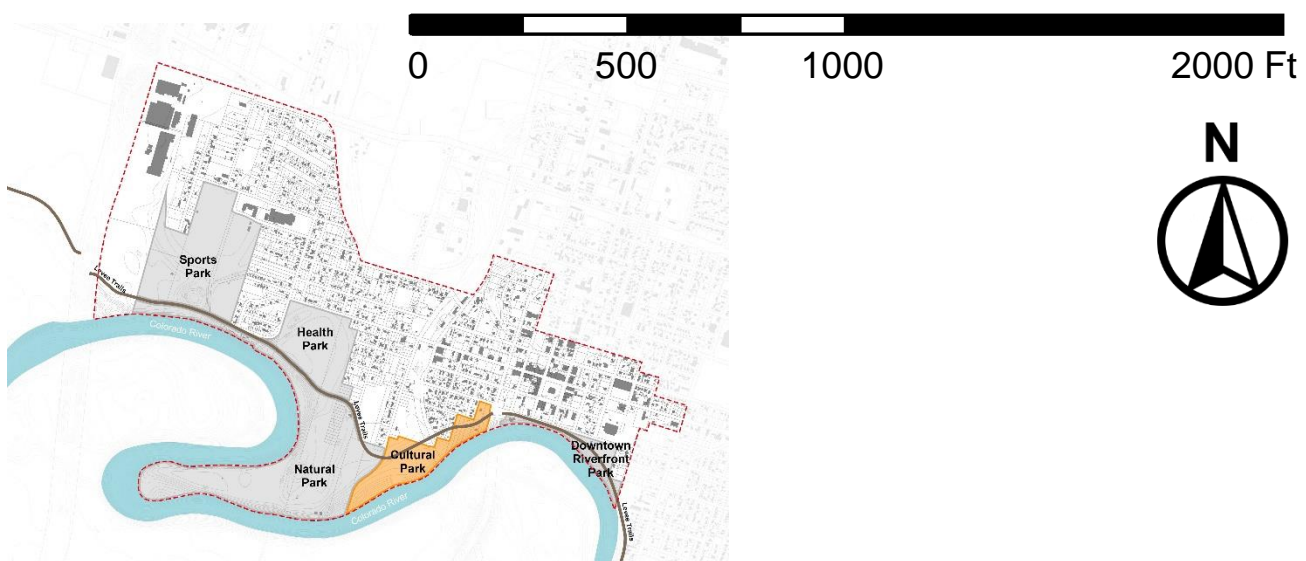 0 500 1000 2000 Ft
N
Sports
Park
Levee Trails
Colorado River
Health
Park
Levee Trails
Cultural
Park
Downtown
Riverfront
Park
Natural
Park
Colorado River
Levee Trails